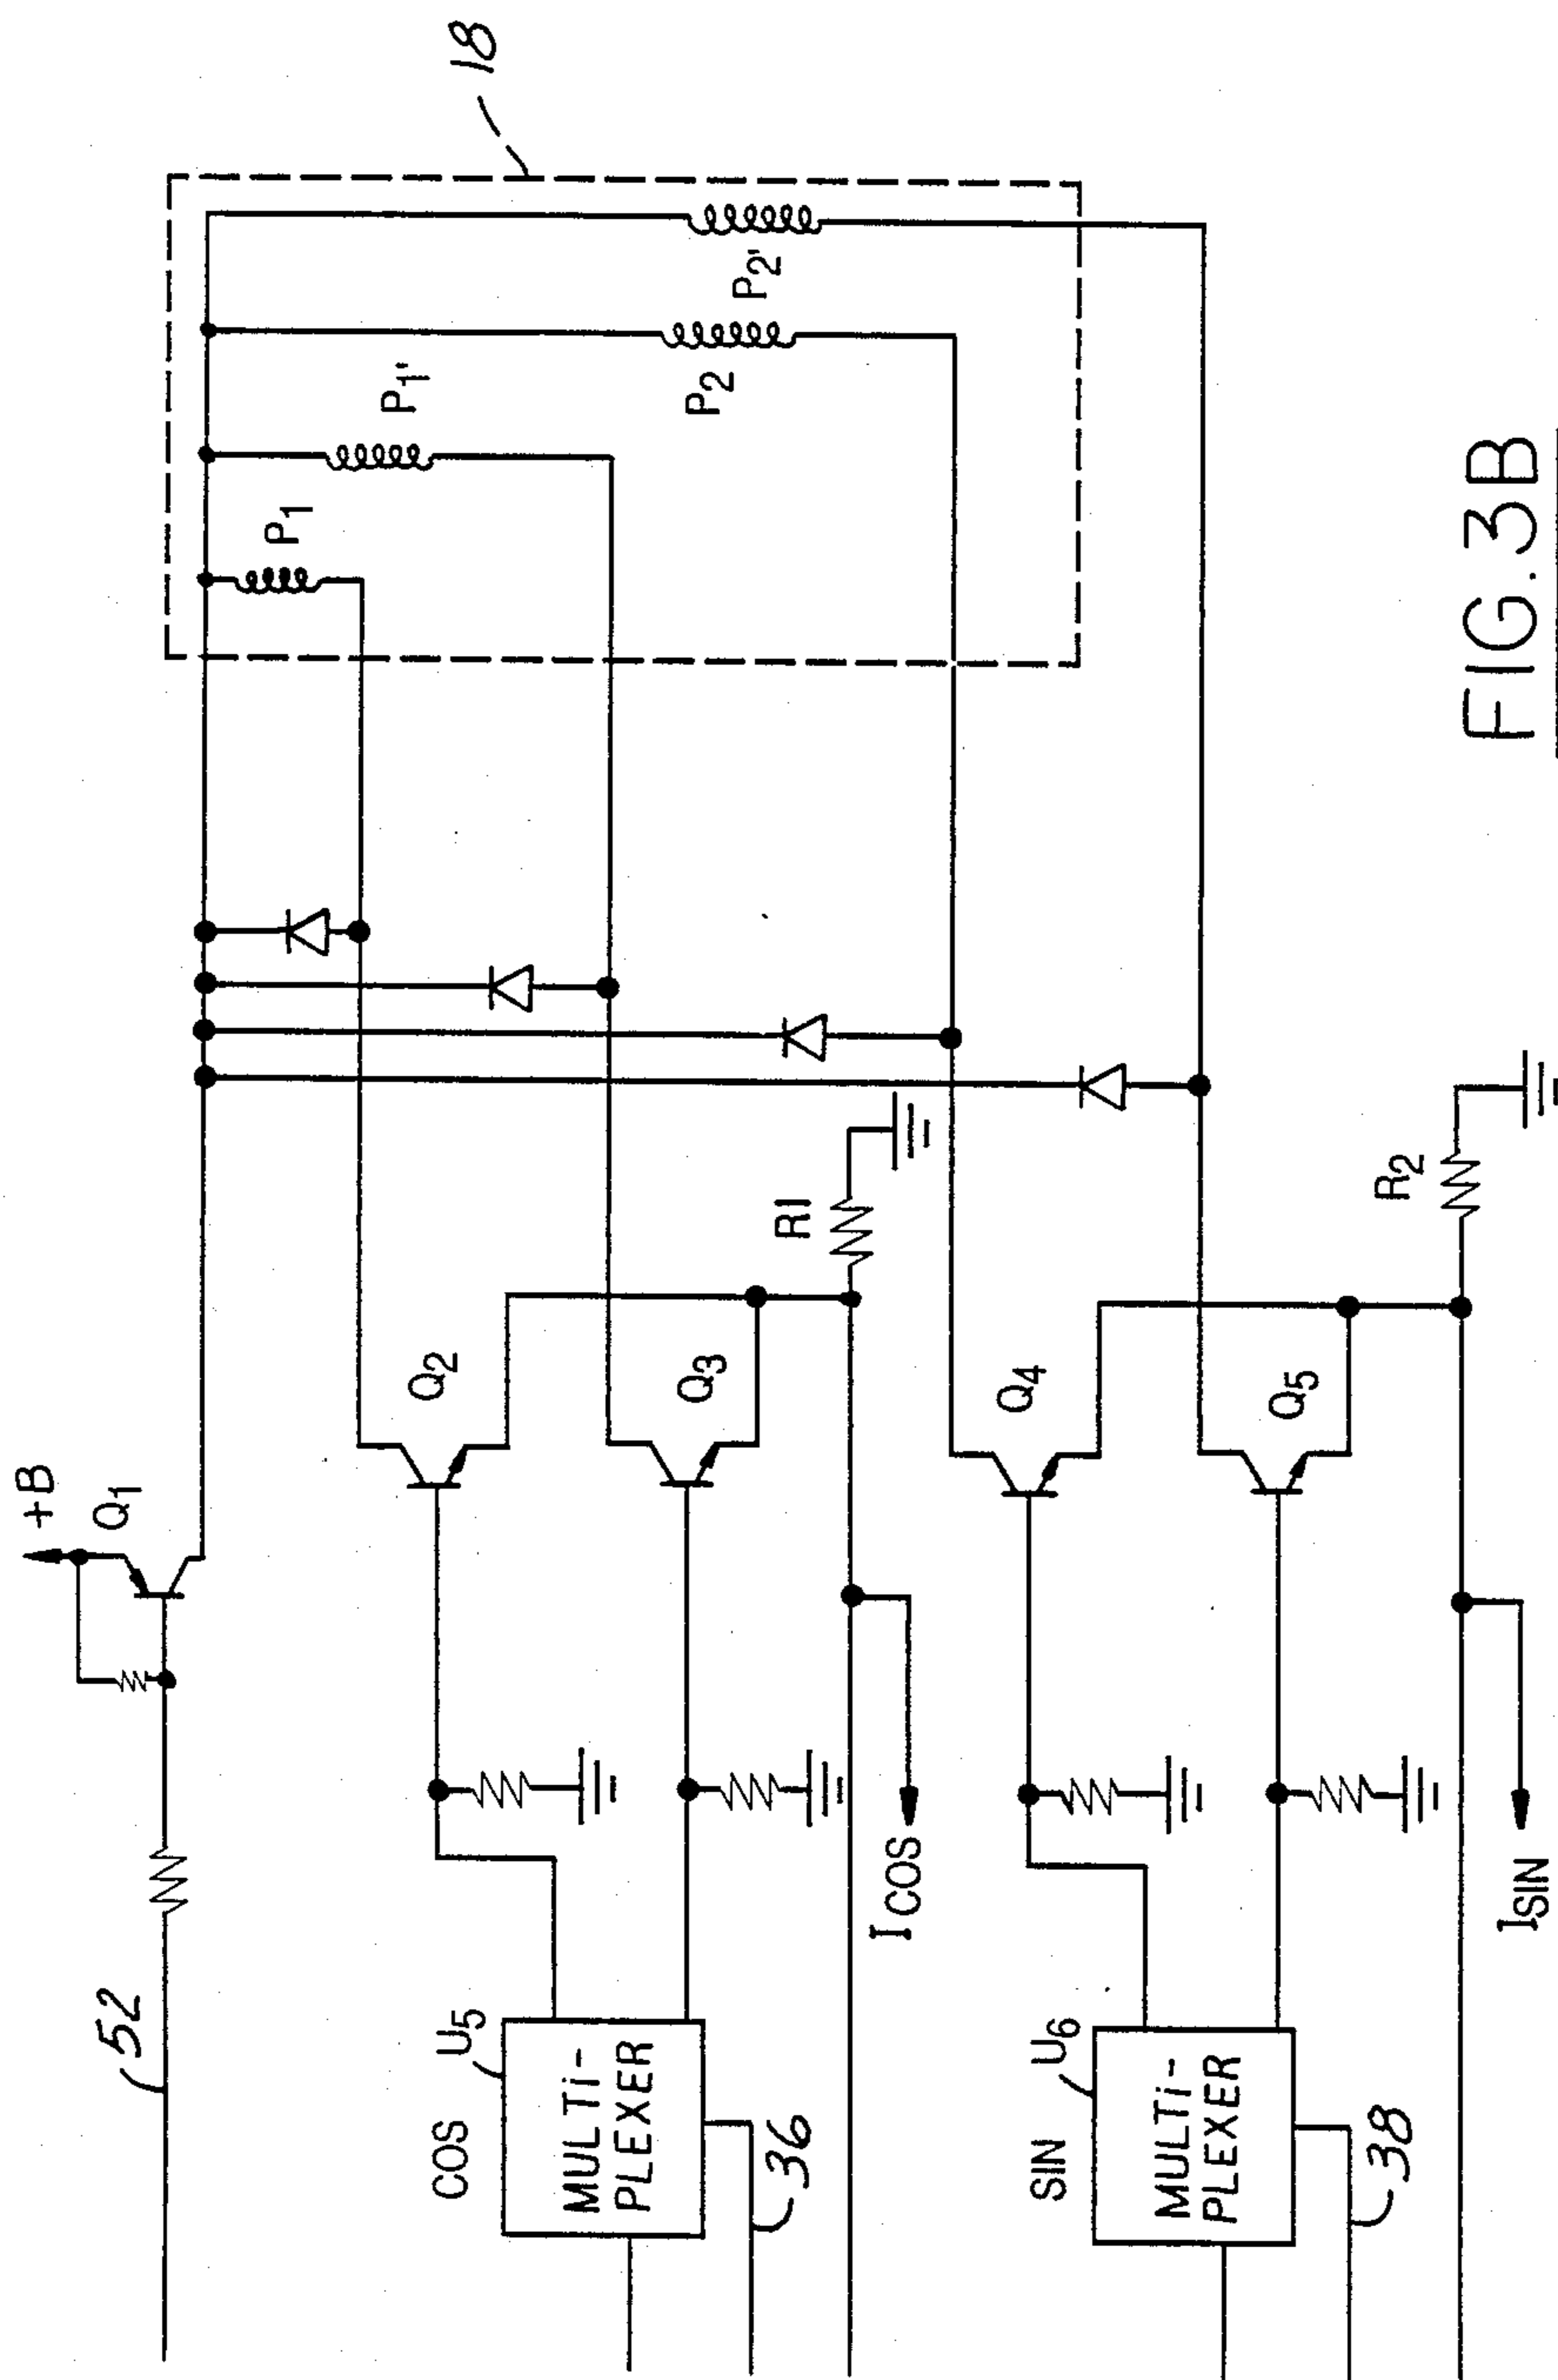 +B
Q1
52
COS
U5
MULTi-
PLEXER
36
Q2
Q3
R1
ICOS
SIN
U6
MULTi-
PLEXER
38
Q4
Q5
R2
ISIN
P1
P1'
P2
P2'
18
FIG. 3B